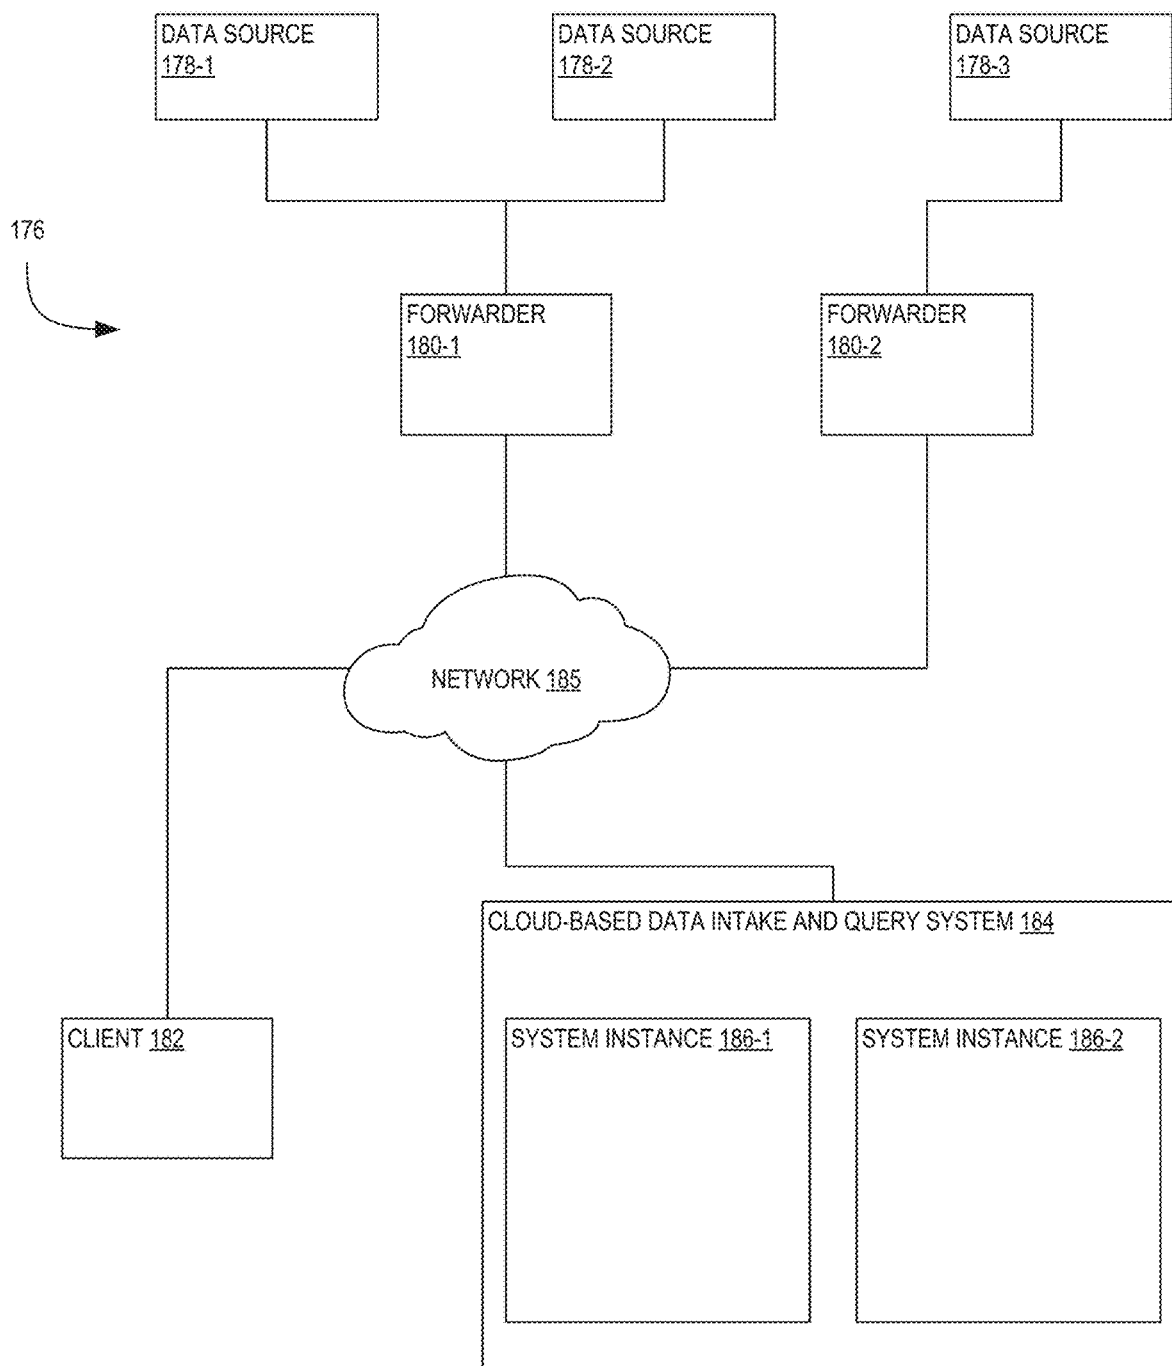 DATA SOURCE
178-1
DATA SOURCE
178-2
DATA SOURCE
178-3
176
FORWARDER
180-1
FORWARDER
180-2
NETWORK 185
CLOUD-BASED DATA INTAKE AND QUERY SYSTEM 184
CLIENT 182
SYSTEM INSTANCE 186-1
SYSTEM INSTANCE 186-2